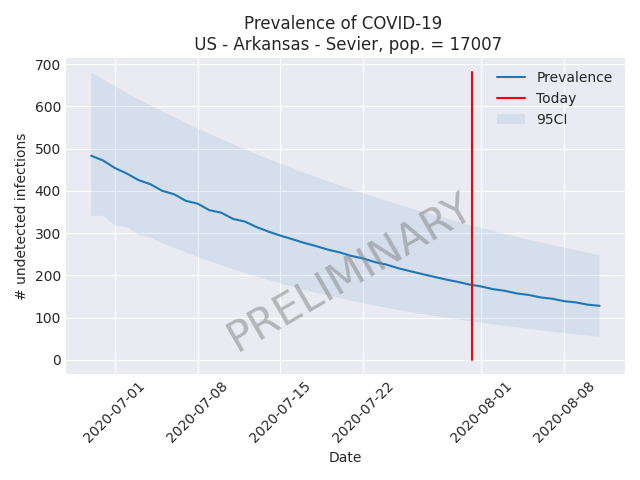 Prevalence of COVID-19
US - Arkansas - Sevier, pop. = 17007
700
600
500
400
300
200
100
0
# undetected infections
Prevalence
Today
95CI
PRELIMINARY
2020-07-01
2020-07-08
2020-07-15
2020-07-22
2020-08-01
2020-08-08
Date